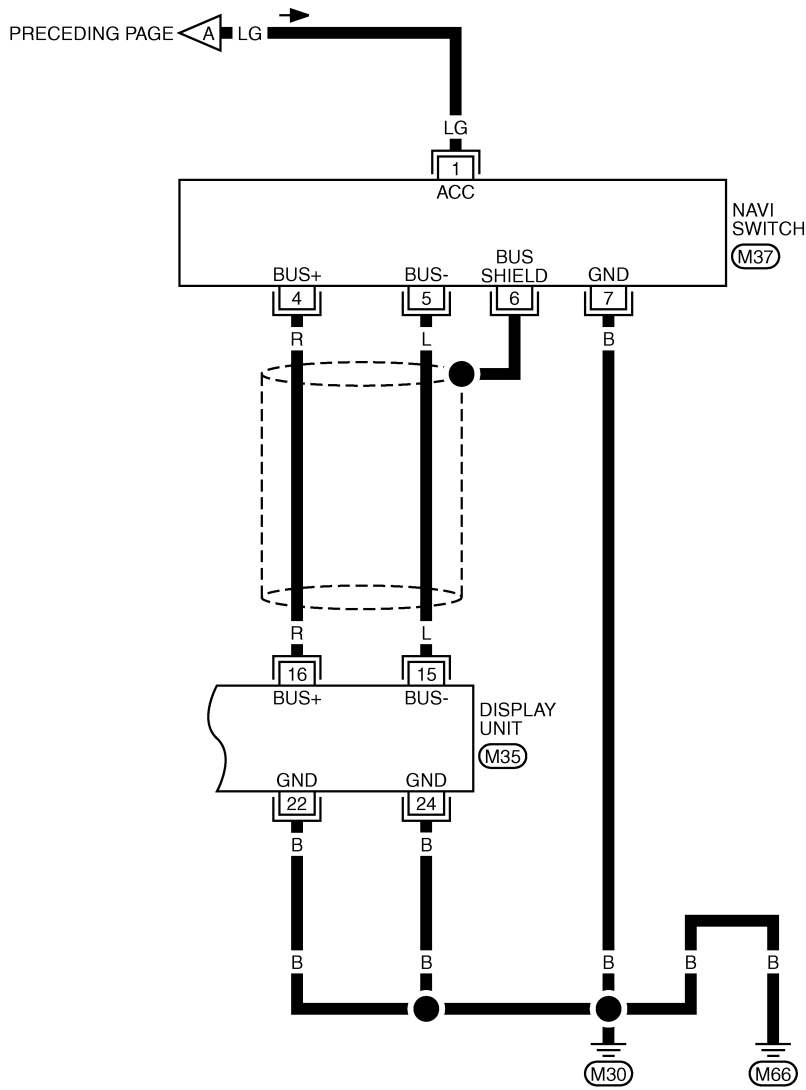 PRECEDING PAGE A LG
LG
1
ACC
NAVI
SWITCH
M37
BUS+ BUS- BUS
SHIELD GND
4 5 6 7
R L B
R L
16 15
BUS+ BUS-
DISPLAY
UNIT
M35
GND GND
22 24
B B
B B B B B
M30 M66